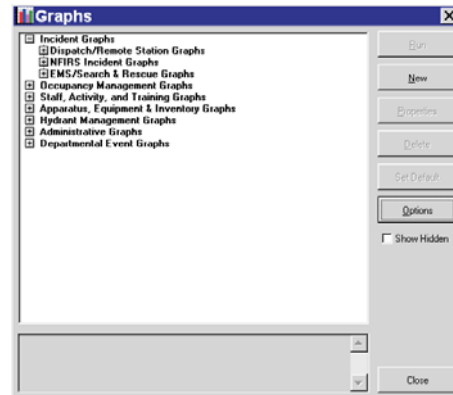 Graphs
Incident Graphs
Dispatch/Remote Station Graphs
NFIRS Incident Graphs
EMS/Search & Rescue Graphs
Occupancy Management Graphs
Staff, Activity, and Training Graphs
Apparatus, Equipment & Inventory Graphs
Hydrant Management Graphs
Administrative Graphs
Departmental Event Graphs
Run
New
Properties
Delete
Set Default
Options
Show Hidden
Close